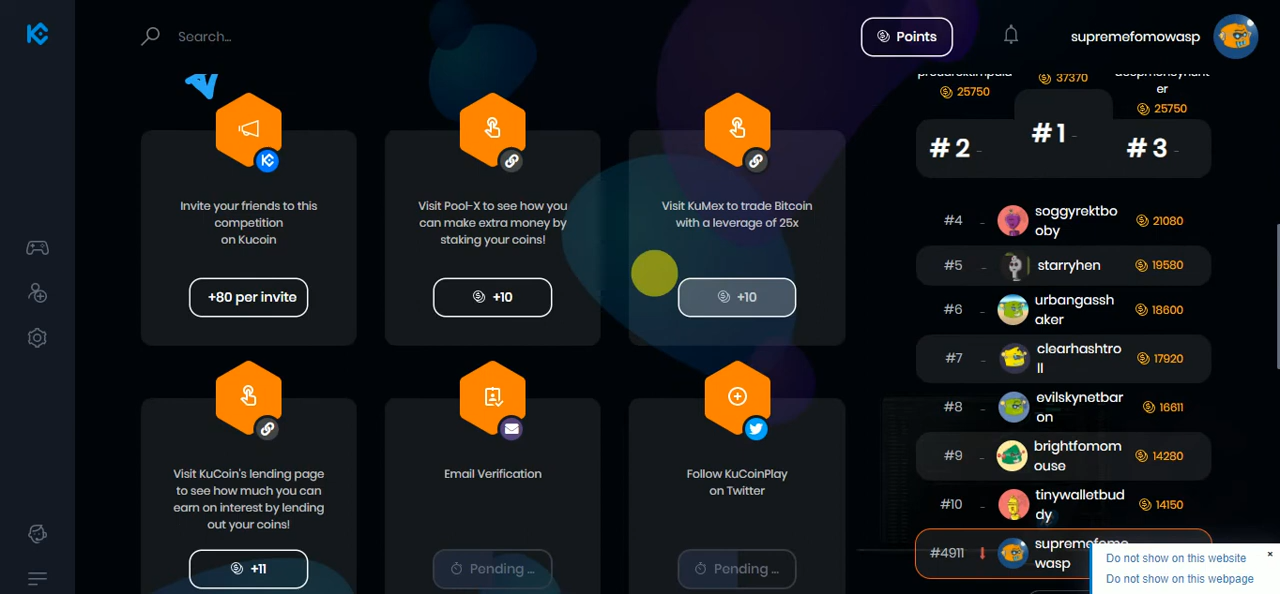 Search...
Points
supremefomowasp
Invite your friends to this
competition
on Kucoin
+80 per invite
Visit Pool-X to see how you
can make extra money by
staking your coins!
+10
Visit KuMex to trade Bitcoin
with a leverage of 25x
+10
Visit KuCoin's lending page
to see how much you can
earn on interest by lending
out your coins!
+11
Email Verification
Pending ...
Follow KuCoinPlay
on Twitter
Pending ...
37370
er
25750
25750
#2
#1
#3
#4
soggyrektbo
oby
21080
#5
starryhen
19580
#6
urbangassh
aker
18600
#7
clearhashtro
ll
17920
#8
evilskynetbar
on
16611
#9
brightfomom
ouse
14280
#10
tinywalletbud
dy
14150
#4911
supremefomo
wasp
Do not show on this website
Do not show on this webpage